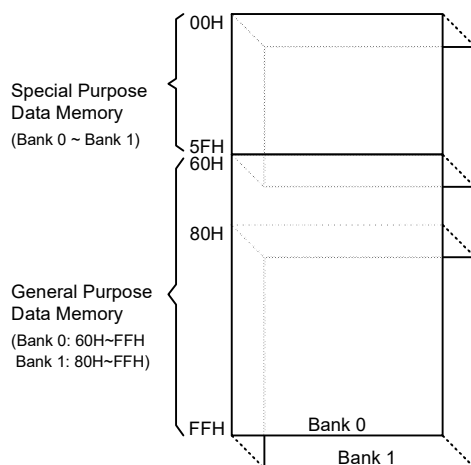 00H
Special Purpose
Data Memory
(Bank 0 ~ Bank 1)
5FH
60H
80H
General Purpose
Data Memory
(Bank 0: 60H~FFH
Bank 1: 80H~FFH)
FFH
Bank 0
Bank 1